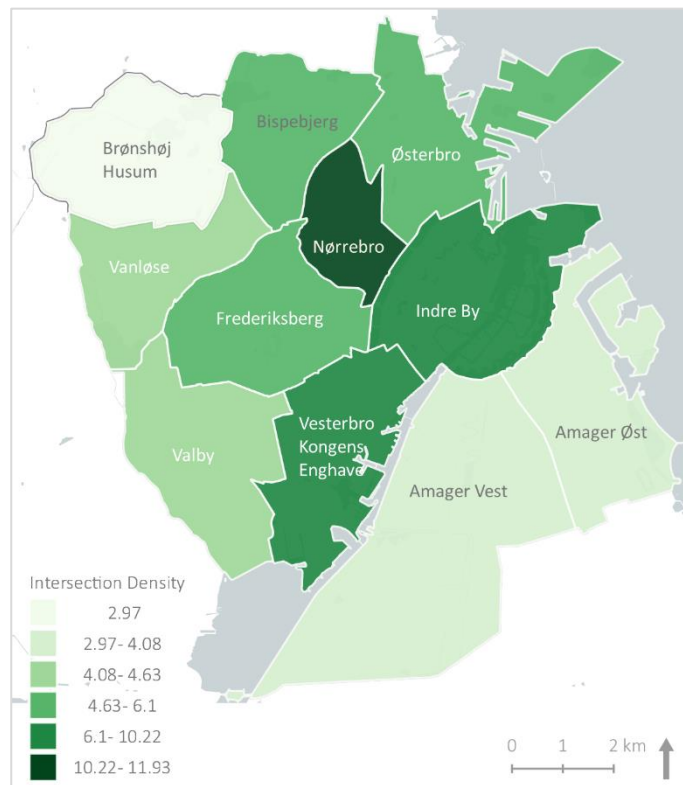 Brønshøj
Husum
Bispebjerg
Østerbro
Nørrebro
Vanløse
Frederiksberg
Indre By
Vesterbro
Kongens
Enghave
Valby
Amager Øst
Amager Vest
Intersection Density
2.97
2.97- 4.08
4.08- 4.63
4.63- 6.1
6.1- 10.22
10.22- 11.93
0 1 2 km